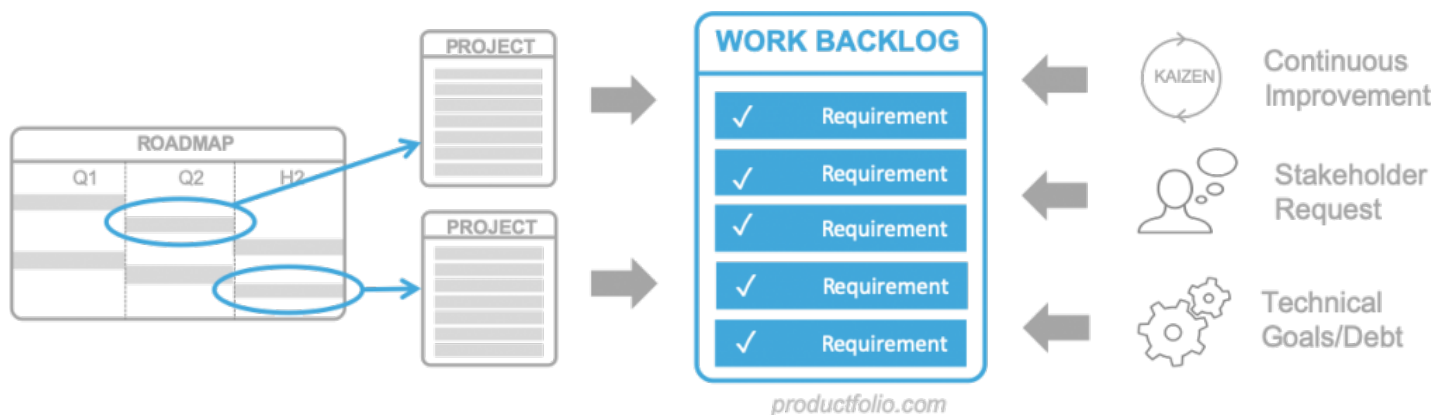 ROADMAP
Q1 Q2 H2
PROJECT
PROJECT
WORK BACKLOG
✓ Requirement
✓ Requirement
✓ Requirement
✓ Requirement
✓ Requirement
KAIZEN
Continuous
Improvement
Stakeholder
Request
Technical
Goals/Debt
productfolio.com